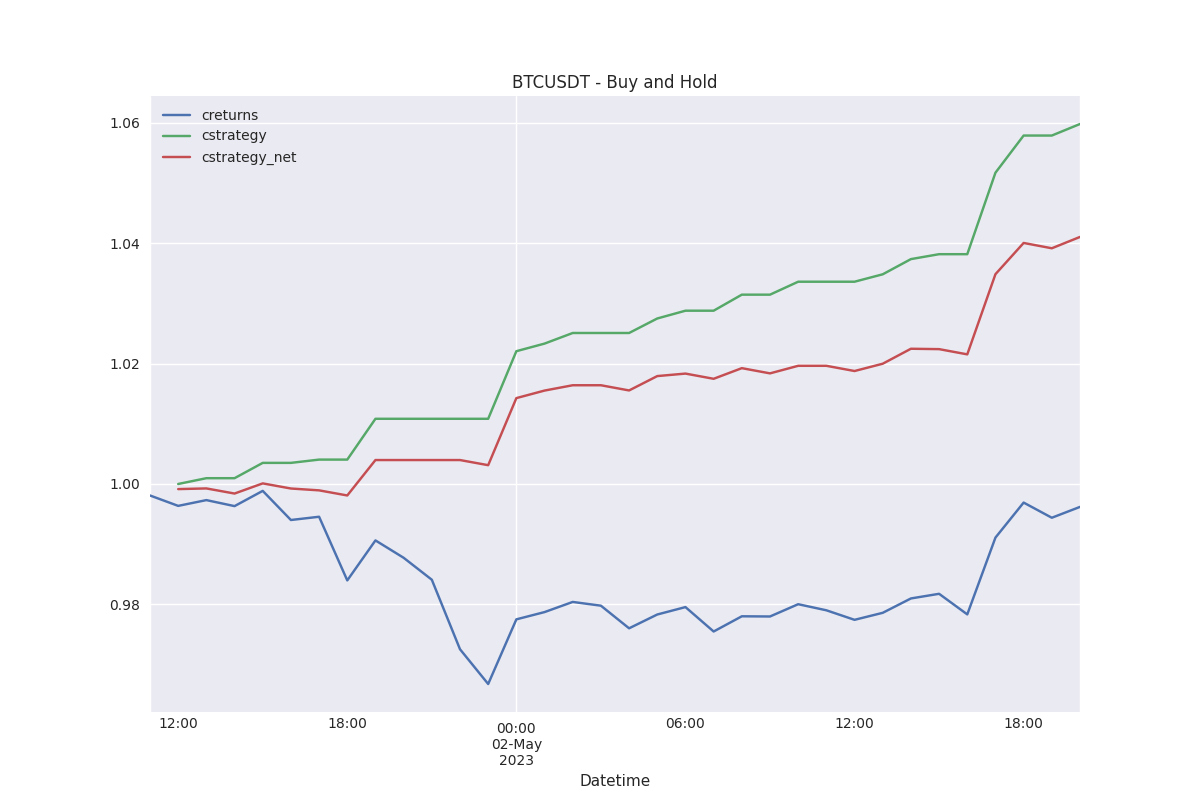 BTCUSDT - Buy and Hold
creturns
cstrategy
cstrategy_net
1.06
1.04
1.02
1.00
0.98
12:00
18:00
00:00
02-May
2023
06:00
12:00
18:00
Datetime